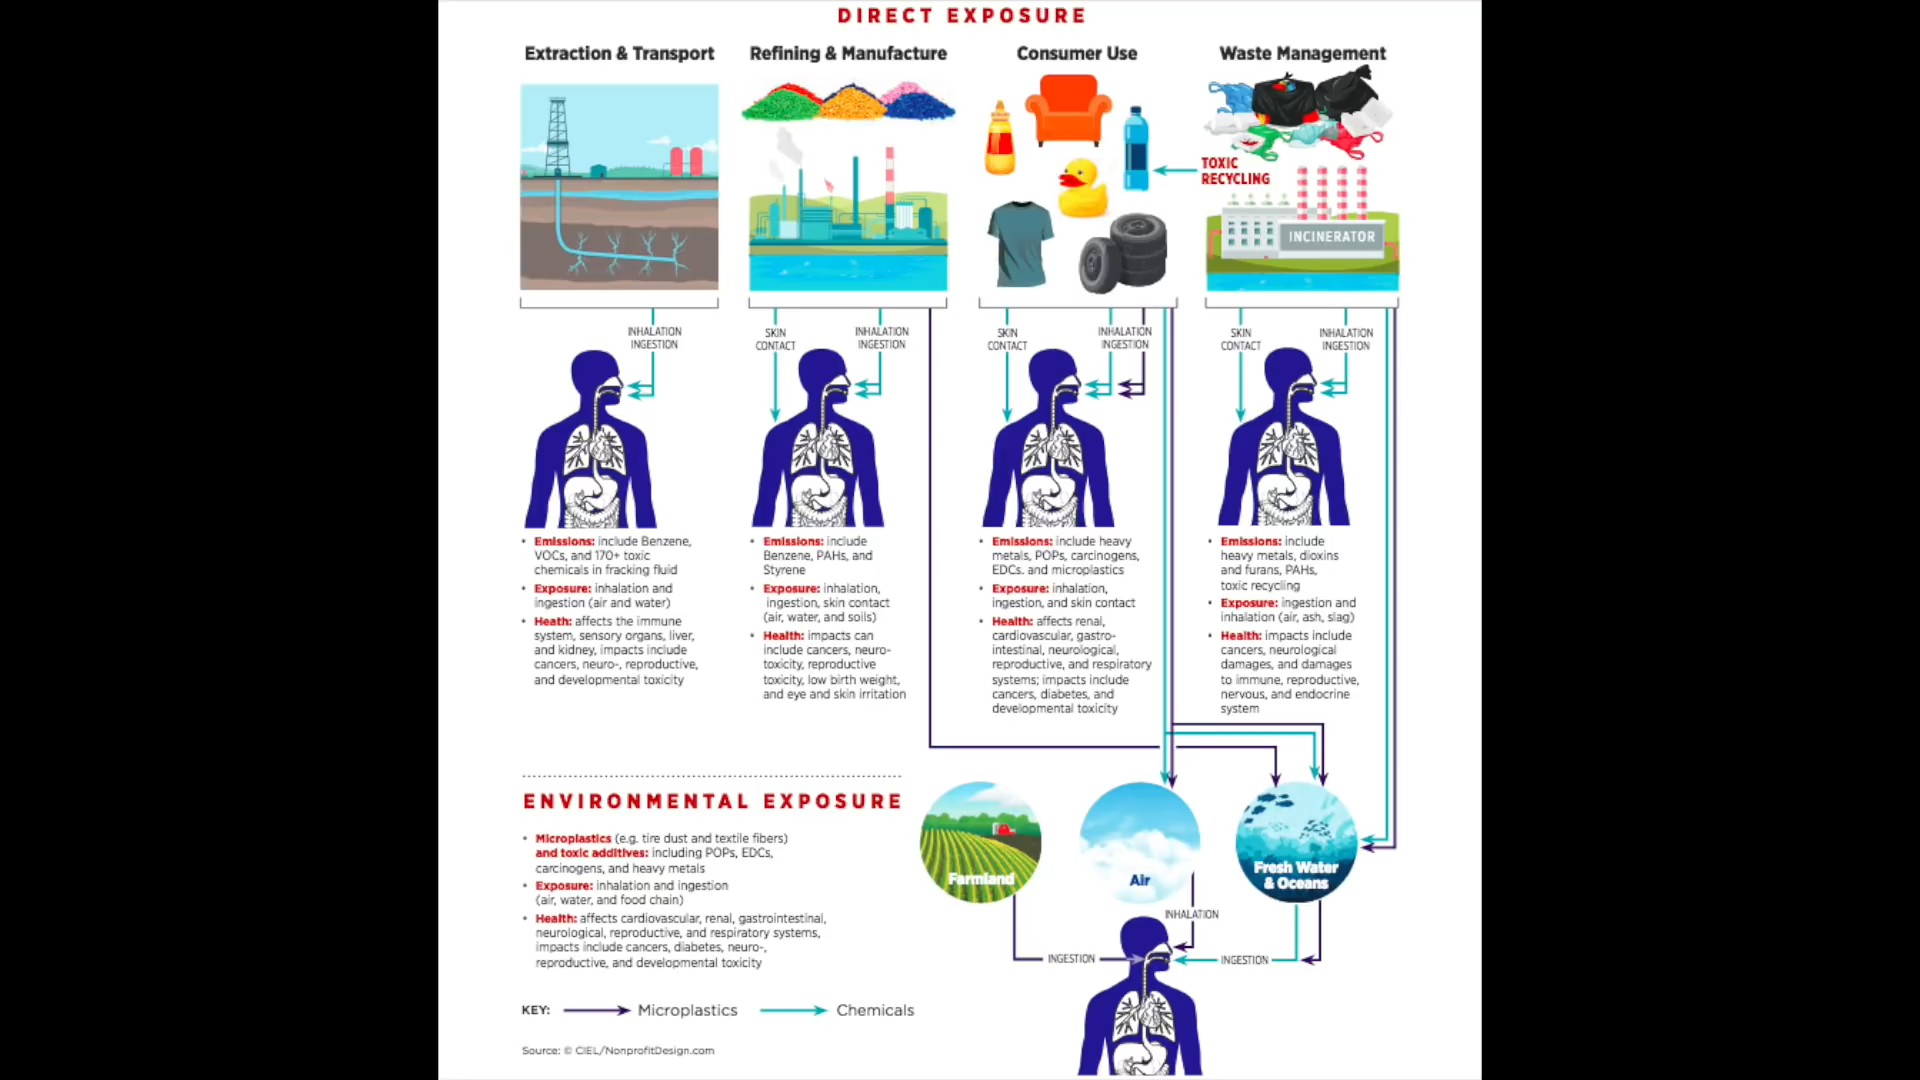 DIRECT EXPOSURE
Extraction & Transport
Refining & Manufacture
Consumer Use
Waste Management
TOXIC
RECYCLING
INCINERATOR
INHALATION
INGESTION
SKIN
CONTACT
INHALATION
INGESTION
SKIN
CONTACT
INHALATION
INGESTION
SKIN
CONTACT
INHALATION
INGESTION
• Emissions: include Benzene,
VOCs, and 170+ toxic
chemicals in fracking fluid
• Exposure: inhalation and
ingestion (air and water)
• Heath: affects the immune
system, sensory organs, liver,
and kidney, impacts include
cancers, neuro-, reproductive,
and developmental toxicity
• Emissions: include
Benzene, PAHs, and
Styrene
• Exposure: inhalation,
ingestion, skin contact
(air, water, and soils)
• Health: impacts can
include cancers, neuro-
toxicity, reproductive
toxicity, low birth weight,
and eye and skin irritation
• Emissions: include heavy
metals, POPs, carcinogens,
EDCs. and microplastics
• Exposure: inhalation,
ingestion, and skin contact
• Health: affects renal,
cardiovascular, gastro-
intestinal, neurological,
reproductive, and respiratory
systems; impacts include
cancers, diabetes, and
developmental toxicity
• Emissions: include
heavy metals, dioxins
and furans, PAHs,
toxic recycling
• Exposure: ingestion and
inhalation (air, ash, slag)
• Health: impacts include
cancers, neurological
damages, and damages
to immune, reproductive,
nervous, and endocrine
system
ENVIRONMENTAL EXPOSURE
• Microplastics (e.g. tire dust and textile fibers)
and toxic additives: including POPs, EDCs,
carcinogens, and heavy metals
• Exposure: inhalation and ingestion
(air, water, and food chain)
• Health: affects cardiovascular, renal, gastrointestinal,
neurological, reproductive, and respiratory systems,
impacts include cancers, diabetes, neuro-,
reproductive, and developmental toxicity
Farmland
Air
Fresh Water
& Oceans
INHALATION
INGESTION
INGESTION
KEY:
Microplastics
Chemicals
Source: © CIEL/NonprofitDesign.com